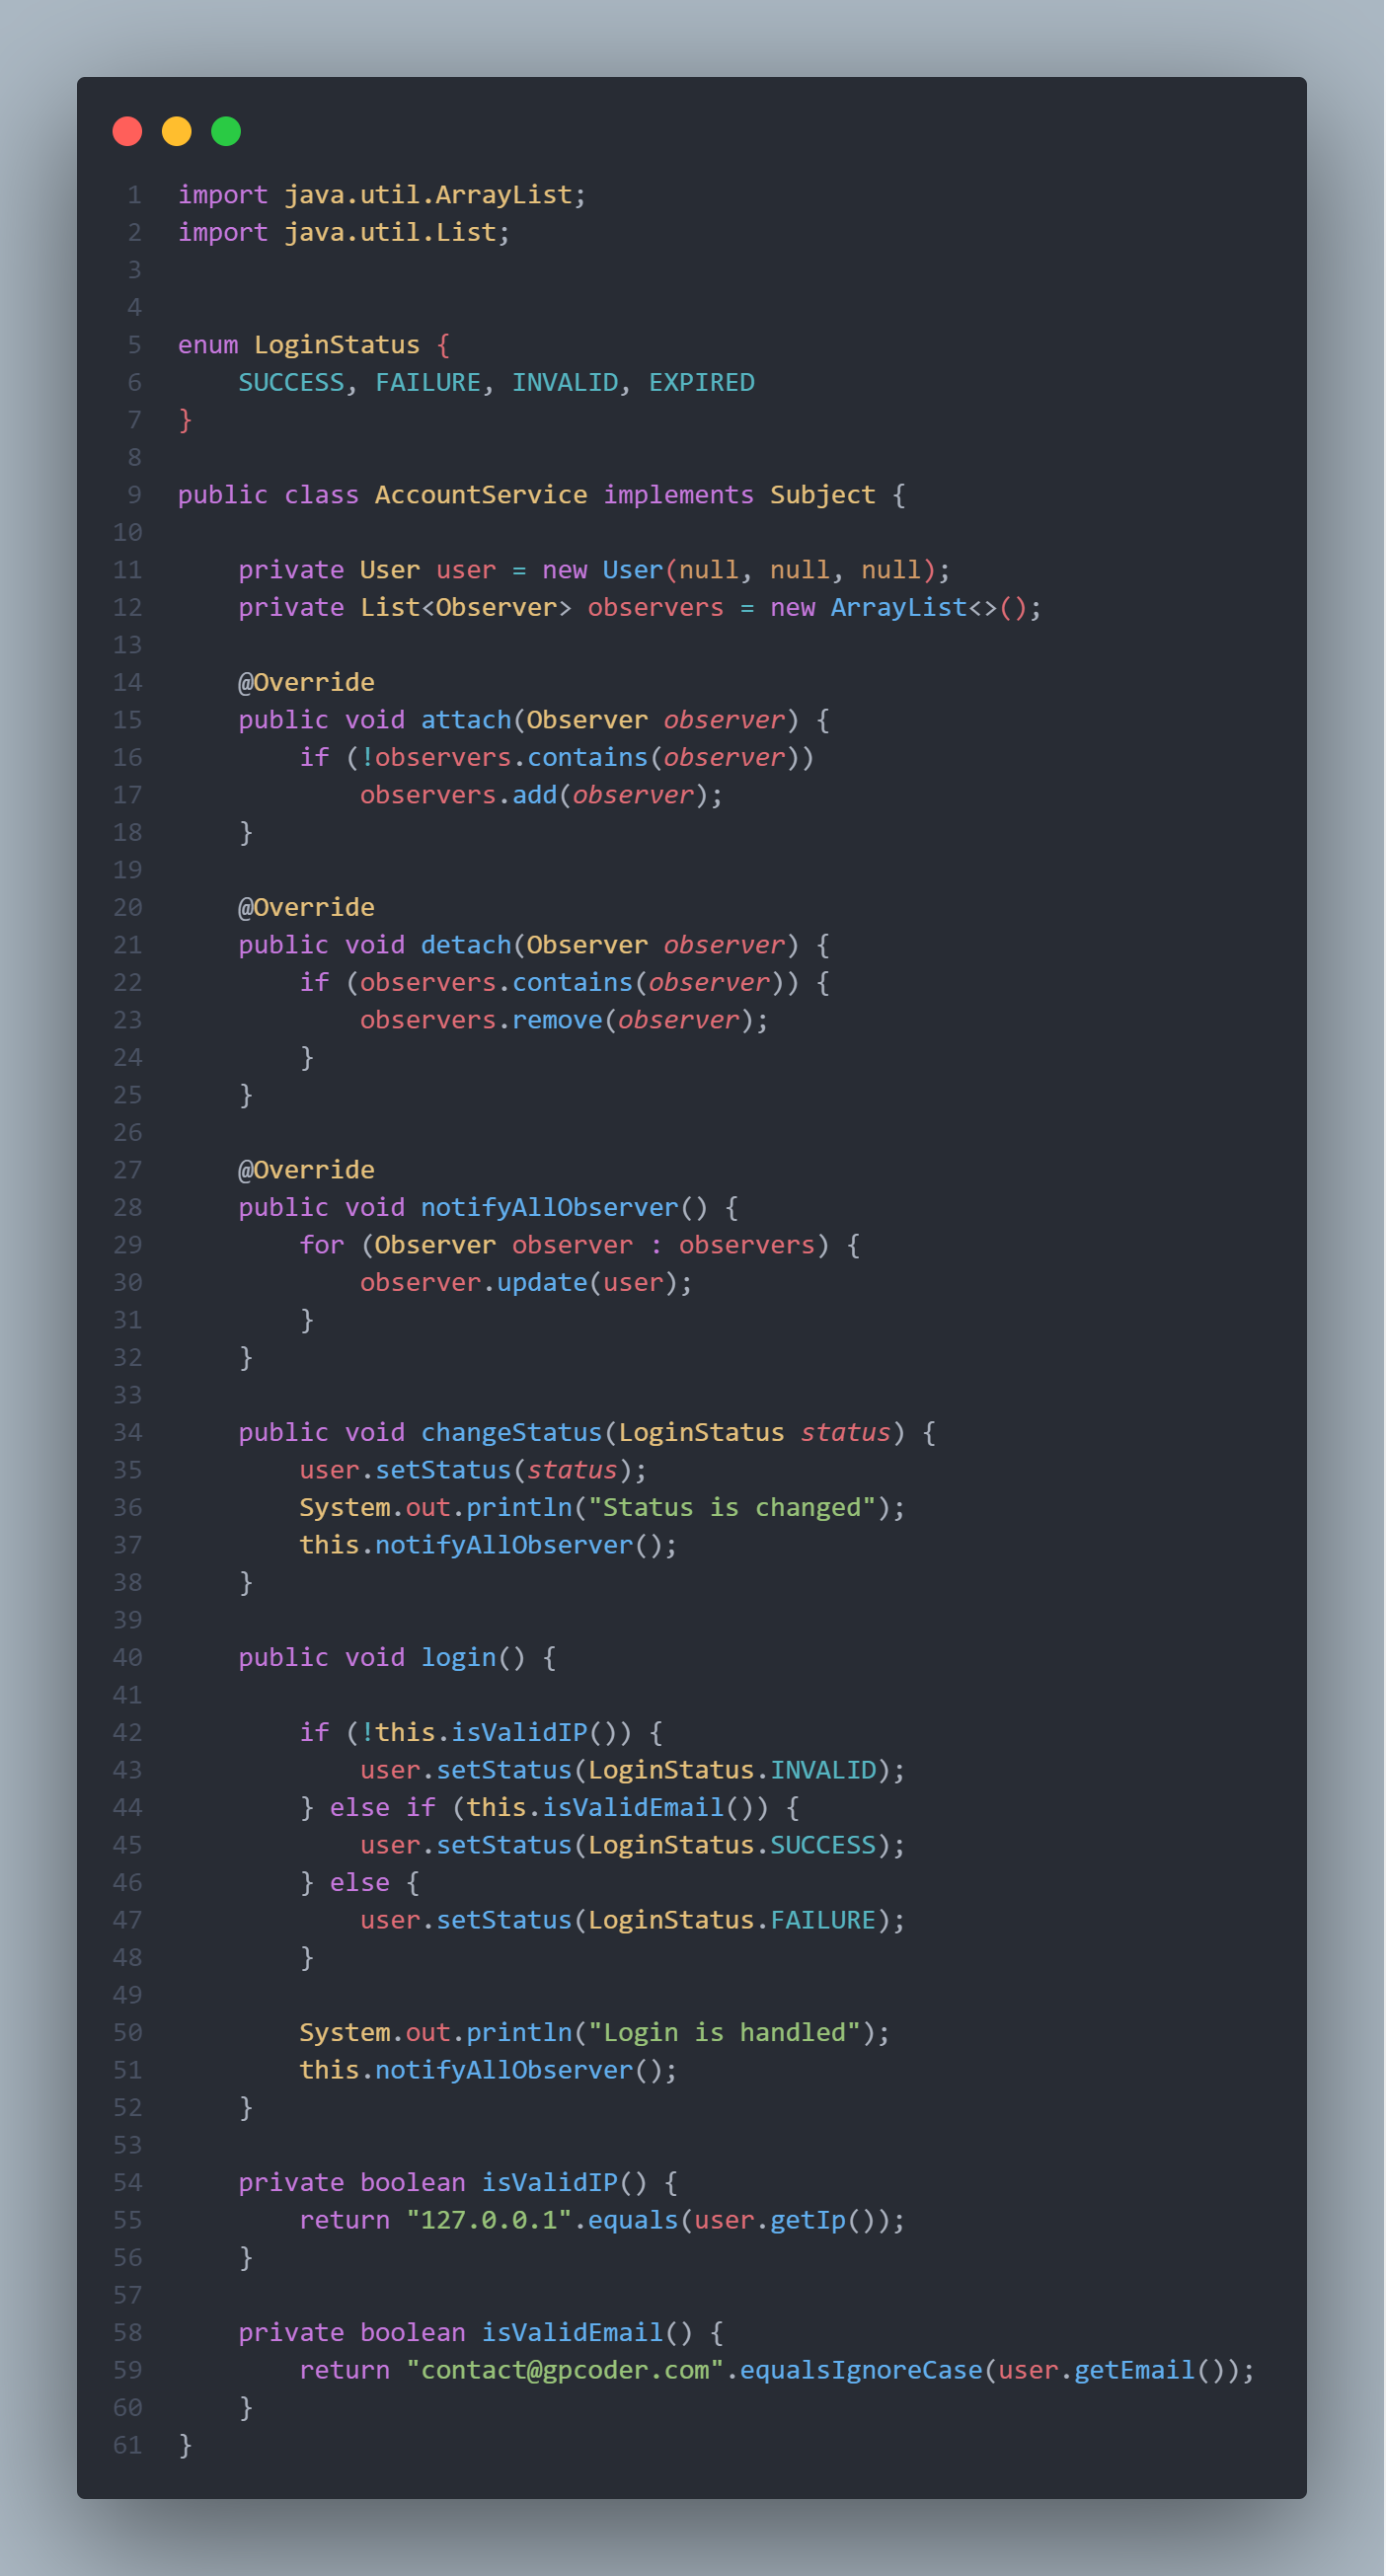 1 import java.util.ArrayList;
2 import java.util.List;
3
4
5 enum LoginStatus {
6     SUCCESS, FAILURE, INVALID, EXPIRED
7 }
8
9 public class AccountService implements Subject {
10
11     private User user = new User(null, null, null);
12     private List<Observer> observers = new ArrayList<>();
13
14     @Override
15     public void attach(Observer observer) {
16         if (!observers.contains(observer))
17             observers.add(observer);
18     }
19
20     @Override
21     public void detach(Observer observer) {
22         if (observers.contains(observer)) {
23             observers.remove(observer);
24         }
25     }
26
27     @Override
28     public void notifyAllObserver() {
29         for (Observer observer : observers) {
30             observer.update(user);
31         }
32     }
33
34     public void changeStatus(LoginStatus status) {
35         user.setStatus(status);
36         System.out.println("Status is changed");
37         this.notifyAllObserver();
38     }
39
40     public void login() {
41
42         if (!this.isValidIP()) {
43             user.setStatus(LoginStatus.INVALID);
44         } else if (this.isValidEmail()) {
45             user.setStatus(LoginStatus.SUCCESS);
46         } else {
47             user.setStatus(LoginStatus.FAILURE);
48         }
49
50         System.out.println("Login is handled");
51         this.notifyAllObserver();
52     }
53
54     private boolean isValidIP() {
55         return "127.0.0.1".equals(user.getIp());
56     }
57
58     private boolean isValidEmail() {
59         return "contact@gpcoder.com".equalsIgnoreCase(user.getEmail());
60     }
61 }